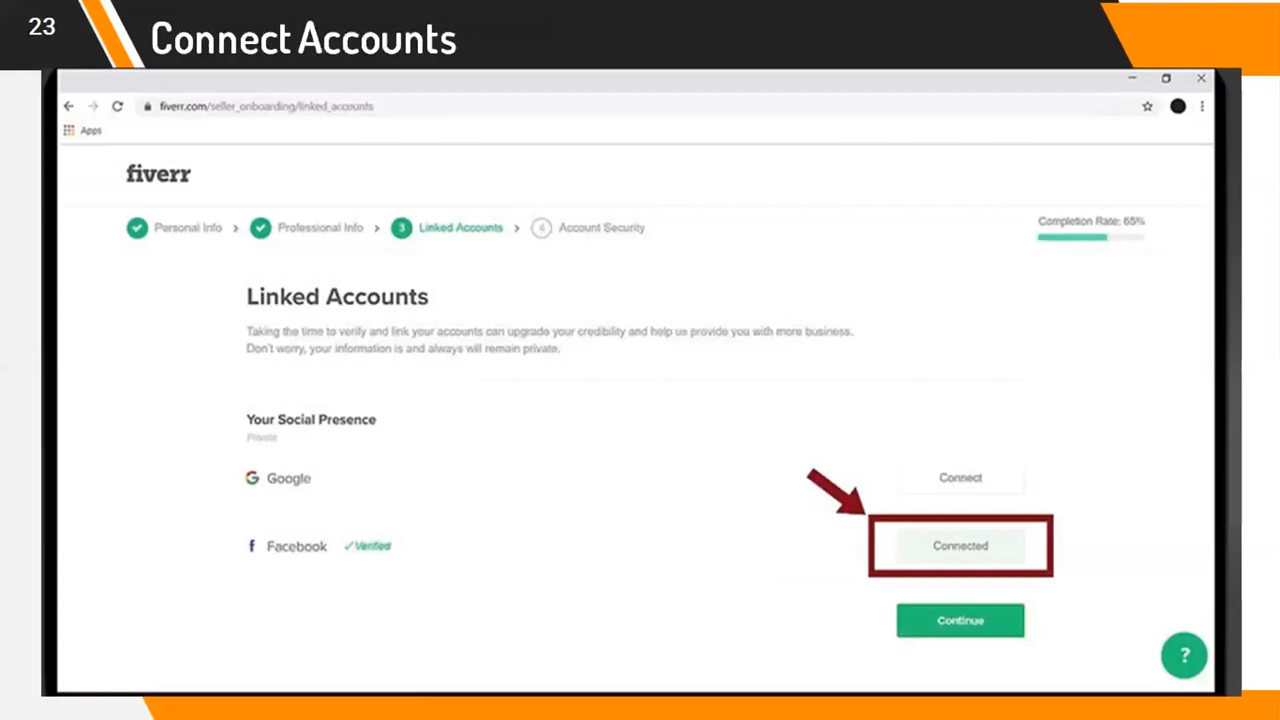 23
Connect Accounts
fiverr.com/seller_onboarding/linked_accounts
Apps
fiverr
Personal Info > Professional Info > 3 Linked Accounts > 4 Account Security
Completion Rate: 65%
Linked Accounts
Taking the time to verify and link your accounts can upgrade your credibility and help us provide you with more business.
Don't worry, your information is and always will remain private.
Your Social Presence
Private
Google
Connect
f Facebook ✓Verified
Connected
Continue
?